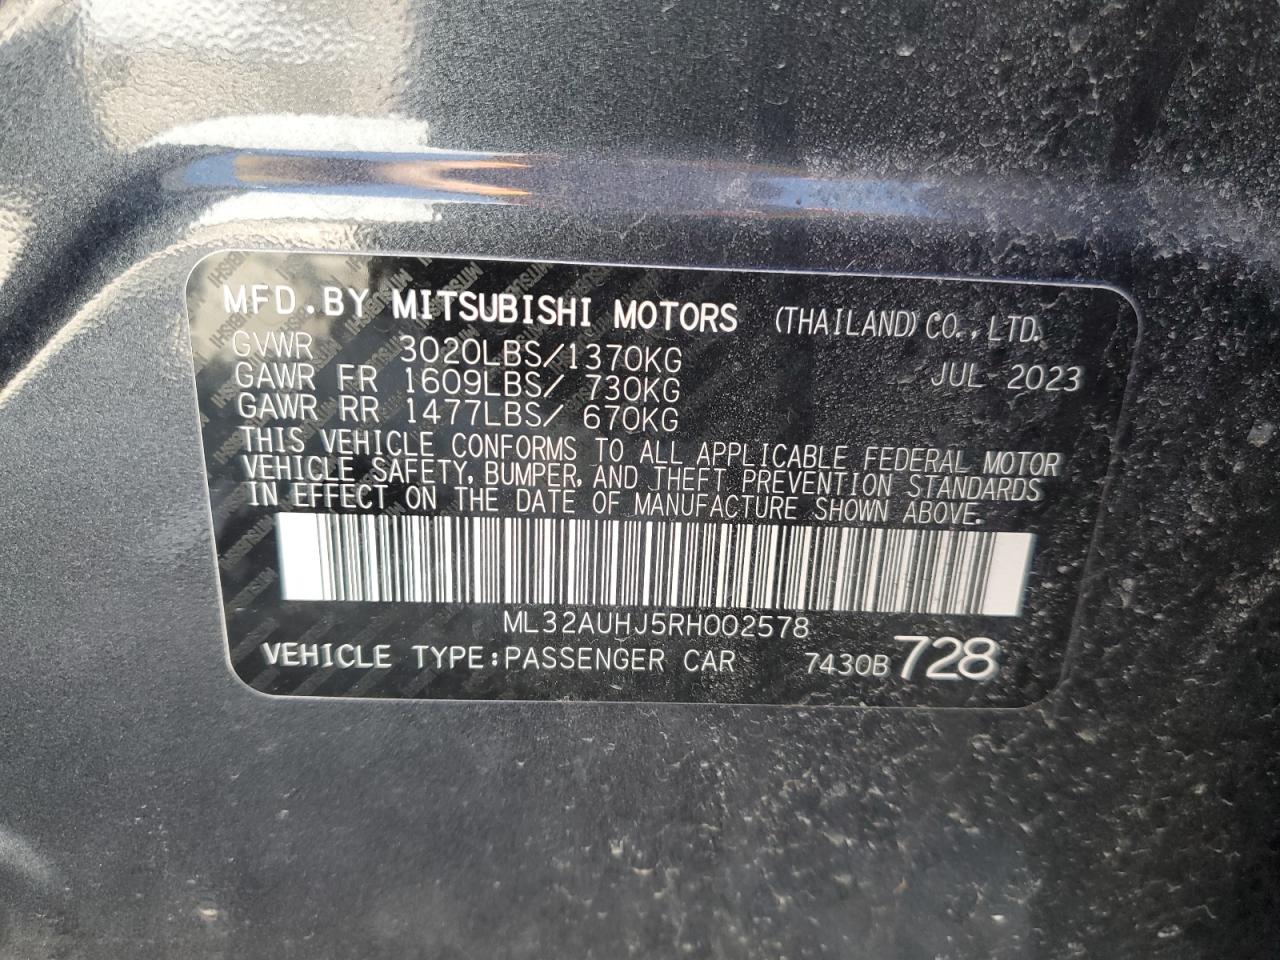 MFD. BY MITSUBISHI MOTORS (THAILAND) CO., LTD.
GVWR 3020LBS/1370KG
JUL 2023
GAWR FR 1609LBS/ 730KG
GAWR RR 1477LBS/ 670KG
THIS VEHICLE CONFORMS TO ALL APPLICABLE FEDERAL MOTOR
VEHICLE SAFETY, BUMPER, AND THEFT PREVENTION STANDARDS
IN EFFECT ON THE DATE OF MANUFACTURE SHOWN ABOVE.
ML32AUHJ5RH002578
VEHICLE TYPE:PASSENGER CAR 7430B 728